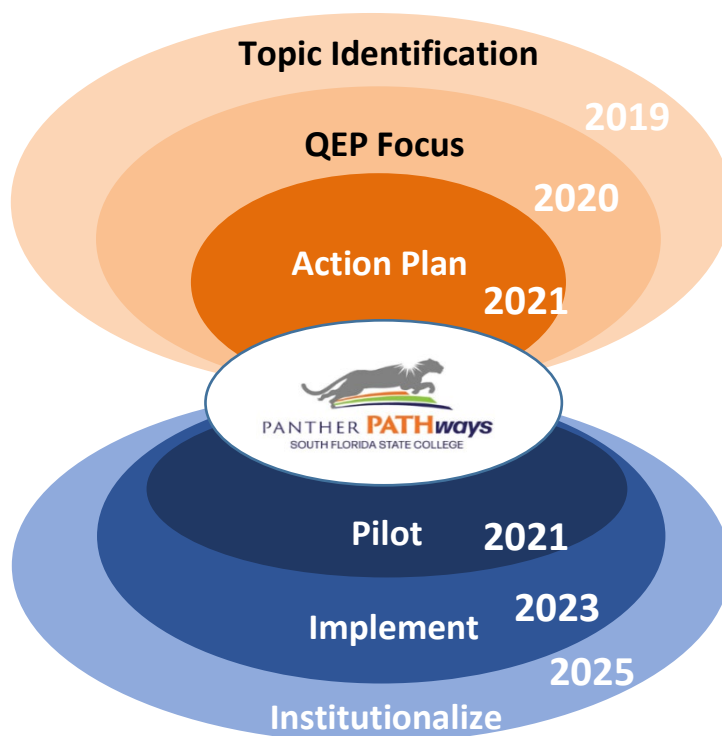 Topic Identification
2019
QEP Focus
2020
Action Plan
2021
PANTHER PATHways
SOUTH FLORIDA STATE COLLEGE
Pilot 2021
Implement 2023
2025
Institutionalize